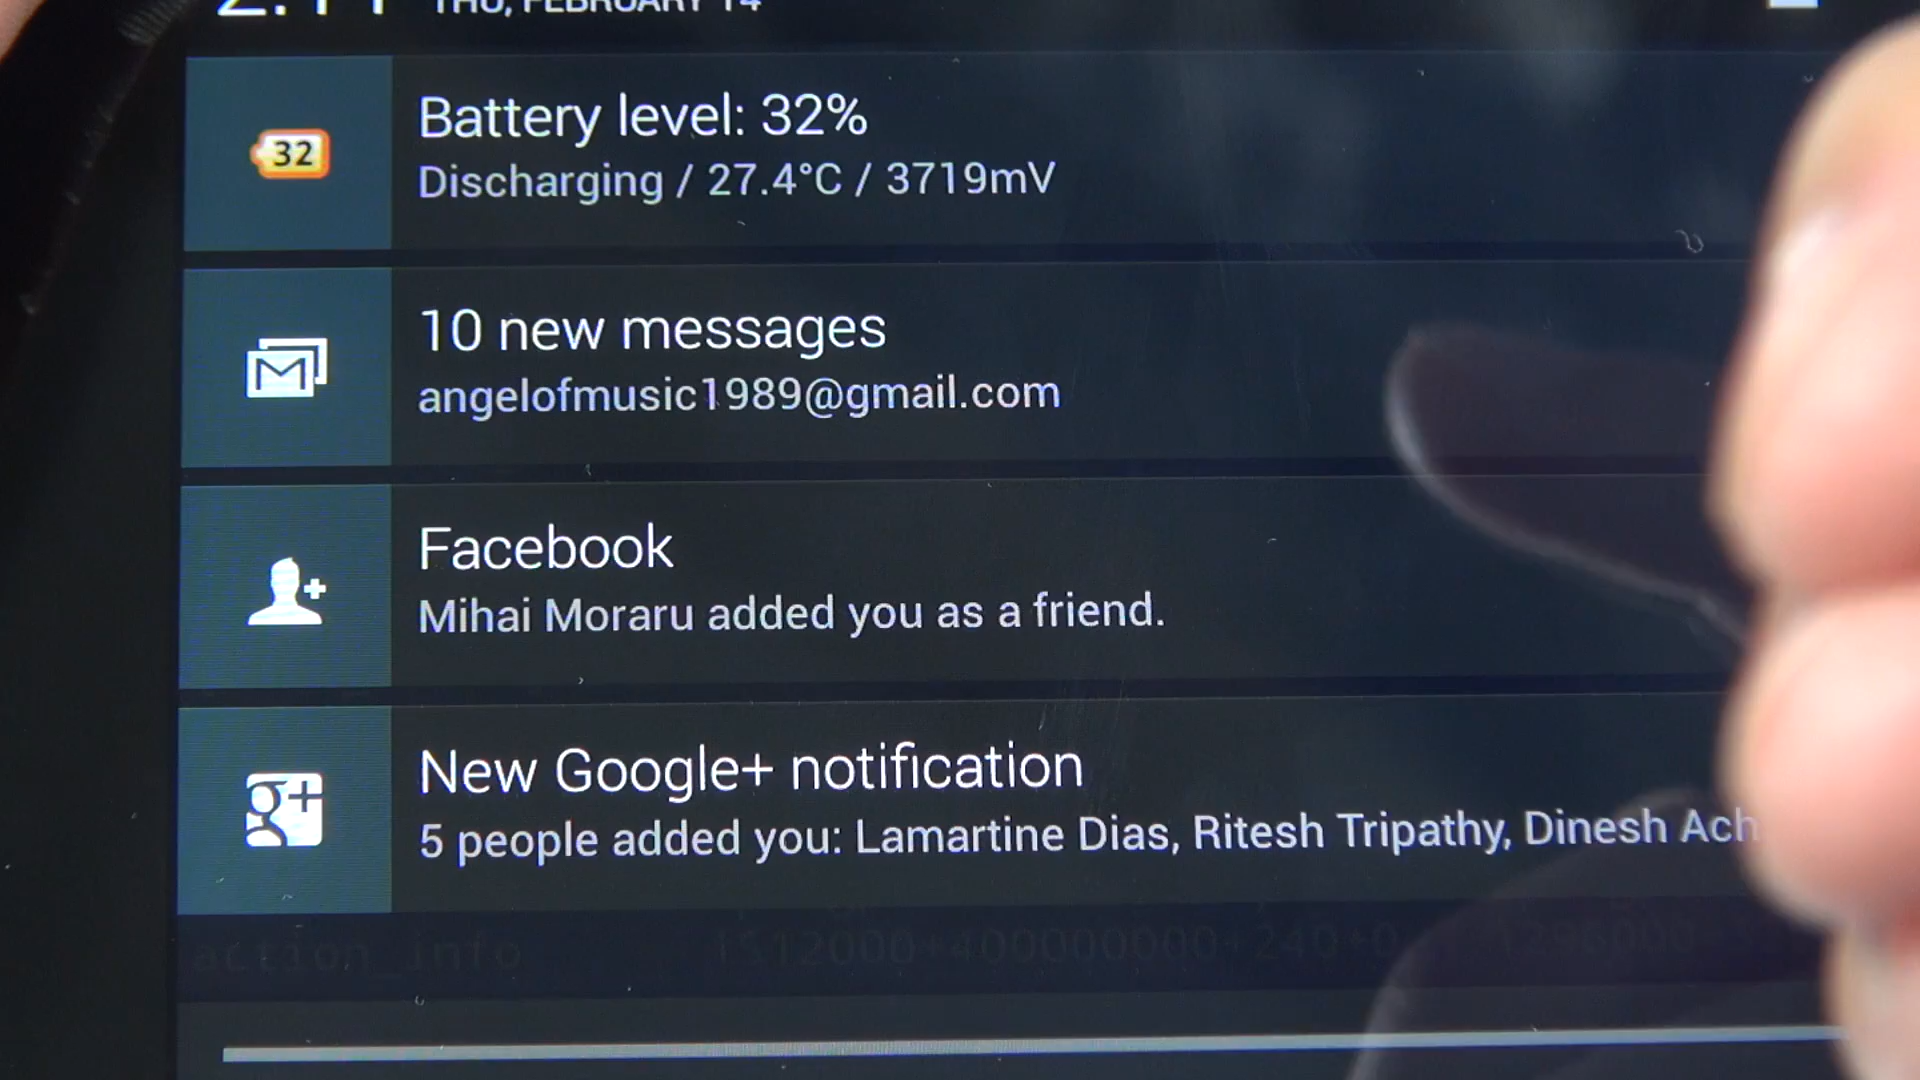 THU, FEBRUARY 14
32
Battery level: 32%
Discharging / 27.4°C / 3719mV
10 new messages
angelofmusic1989@gmail.com
Facebook
Mihai Moraru added you as a friend.
g+
New Google+ notification
5 people added you: Lamartine Dias, Ritesh Tripathy, Dinesh Ach
action_info